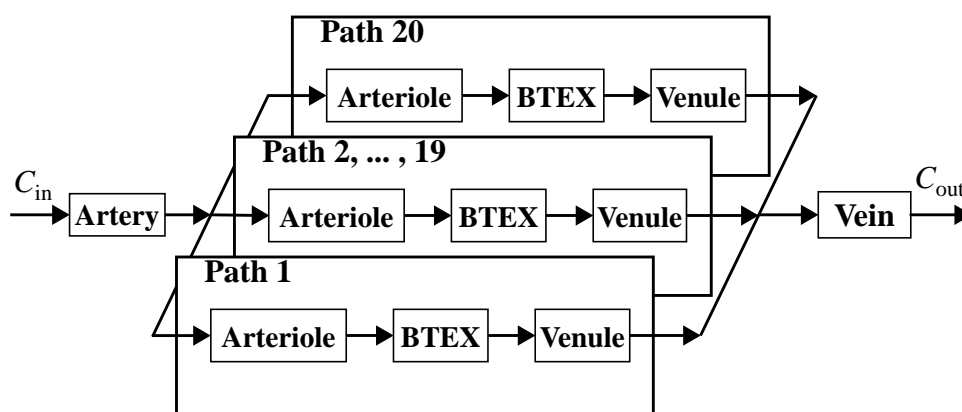 Path 20
Arteriole BTEX Venule
Path 2, ... , 19
C_in Artery Arteriole BTEX Venule Vein C_out
Path 1
Arteriole BTEX Venule